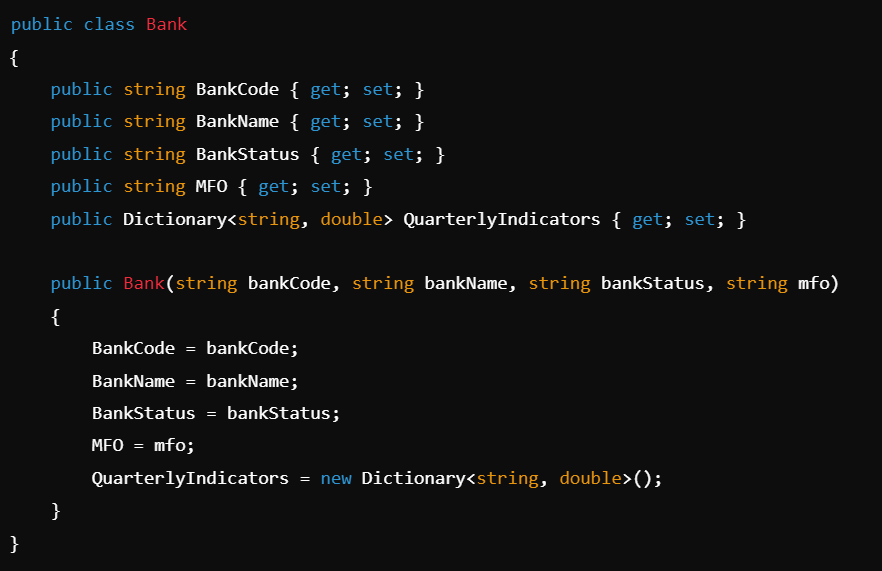 public class Bank
{
    public string BankCode { get; set; }
    public string BankName { get; set; }
    public string BankStatus { get; set; }
    public string MFO { get; set; }
    public Dictionary<string, double> QuarterlyIndicators { get; set; }

    public Bank(string bankCode, string bankName, string bankStatus, string mfo)
    {
        BankCode = bankCode;
        BankName = bankName;
        BankStatus = bankStatus;
        MFO = mfo;
        QuarterlyIndicators = new Dictionary<string, double>();
    }
}